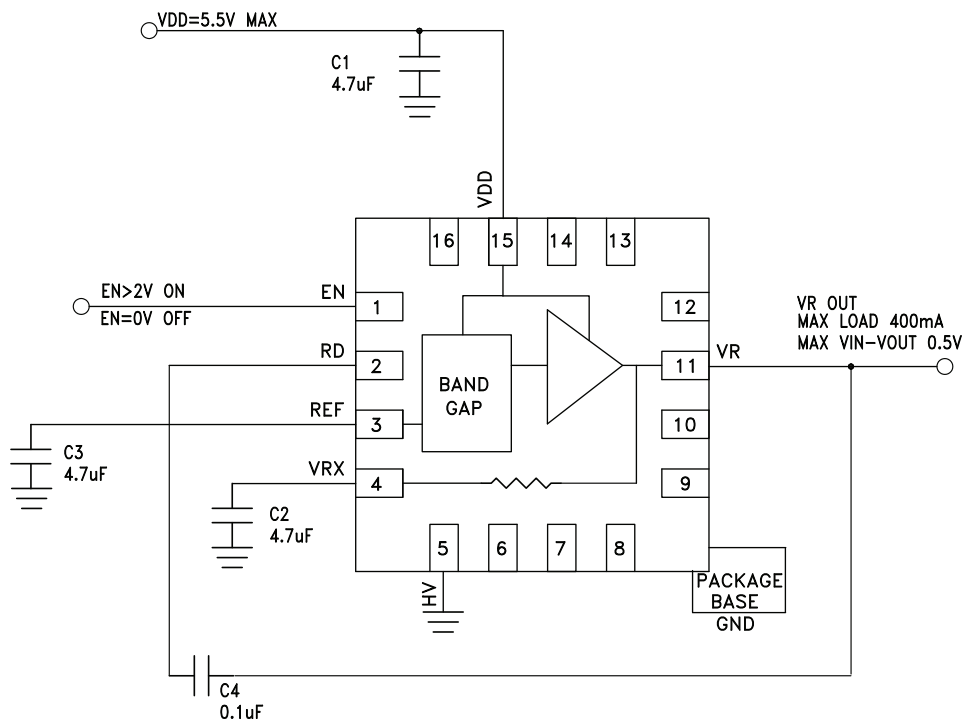 VDD=5.5V MAX
C1
4.7uF
VDD
16
15
14
13
EN>2V ON
EN=0V OFF
EN
1
12
VR OUT
MAX LOAD 400mA
MAX VIN-VOUT 0.5V
RD
2
11
VR
BAND
GAP
REF
3
10
C3
4.7uF
VRX
4
9
C2
4.7uF
5
6
7
8
HV
PACKAGE
BASE
GND
C4
0.1uF